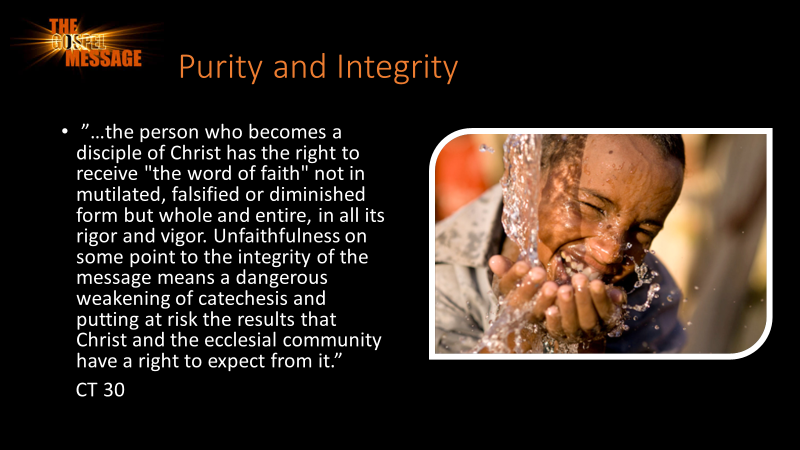 THE
GOSPEL
MESSAGE
Purity and Integrity
• ”…the person who becomes a
disciple of Christ has the right to
receive "the word of faith" not in
mutilated, falsified or diminished
form but whole and entire, in all its
rigor and vigor. Unfaithfulness on
some point to the integrity of the
message means a dangerous
weakening of catechesis and
putting at risk the results that
Christ and the ecclesial community
have a right to expect from it.”
CT 30